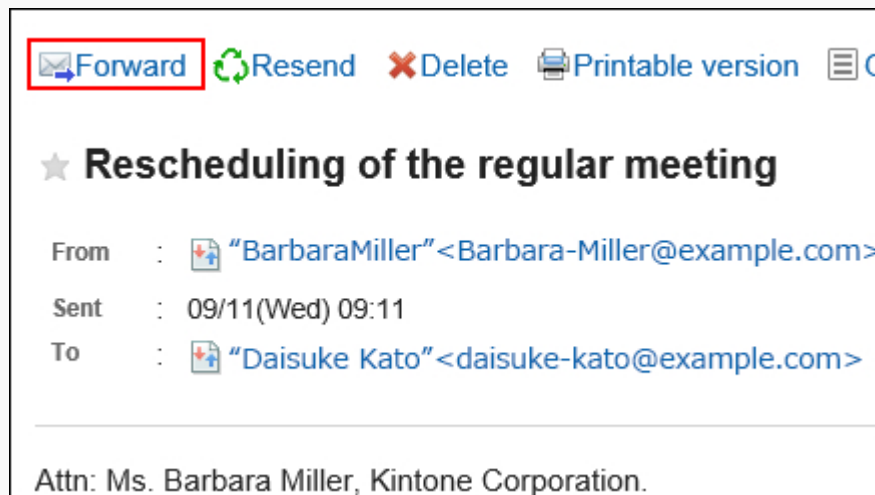 Forward Resend Delete Printable version
Rescheduling of the regular meeting
From : “BarbaraMiller”<Barbara-Miller@example.com>
Sent : 09/11(Wed) 09:11
To : “Daisuke Kato”<daisuke-kato@example.com>
Attn: Ms. Barbara Miller, Kintone Corporation.